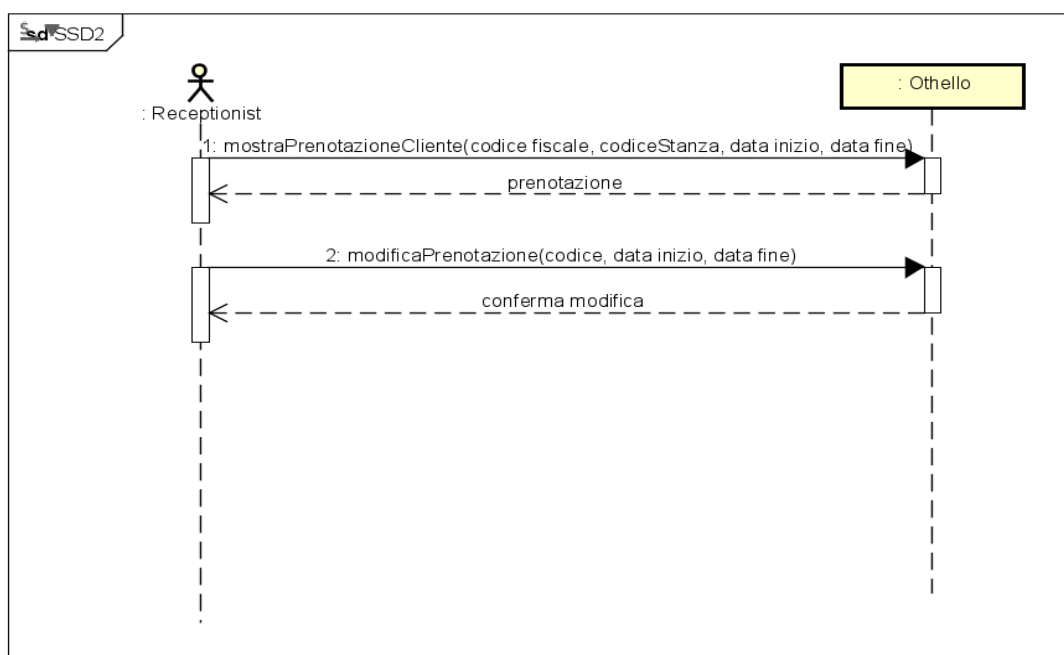 sd SSD2
: Receptionist
: Othello
1: mostraPrenotazioneCliente(codice fiscale, codiceStanza, data inizio, data fine)
prenotazione
2: modificaPrenotazione(codice, data inizio, data fine)
conferma modifica